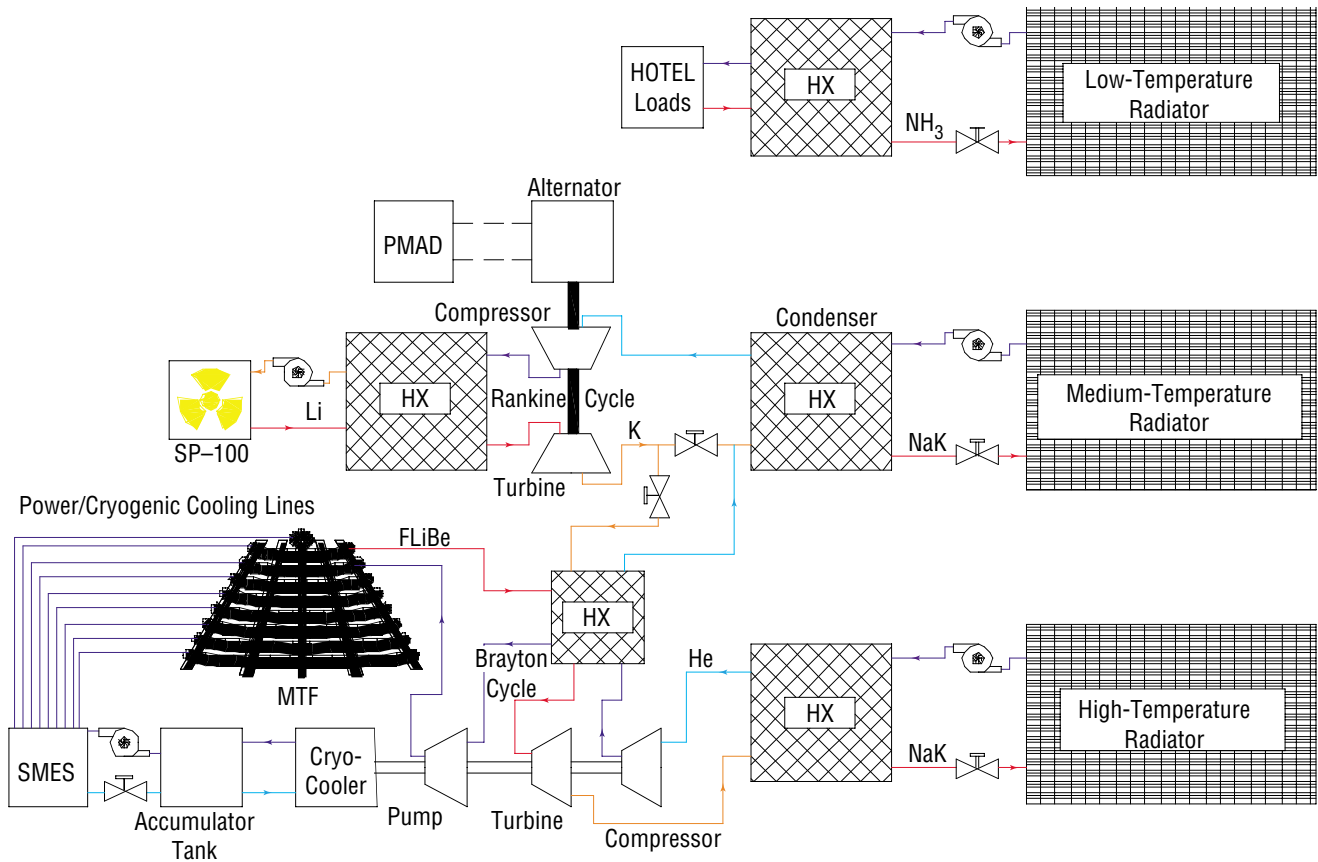 HOTEL
Loads
HX
Low-Temperature
Radiator
NH3
Alternator
PMAD
Compressor
Condenser
HX
Rankine Cycle
HX
Medium-Temperature
Radiator
Li
SP–100
K
NaK
Turbine
Power/Cryogenic Cooling Lines
FLiBe
HX
MTF
Brayton
Cycle
He
HX
High-Temperature
Radiator
SMES
Cryo-
Cooler
NaK
Pump
Turbine
Compressor
Accumulator
Tank